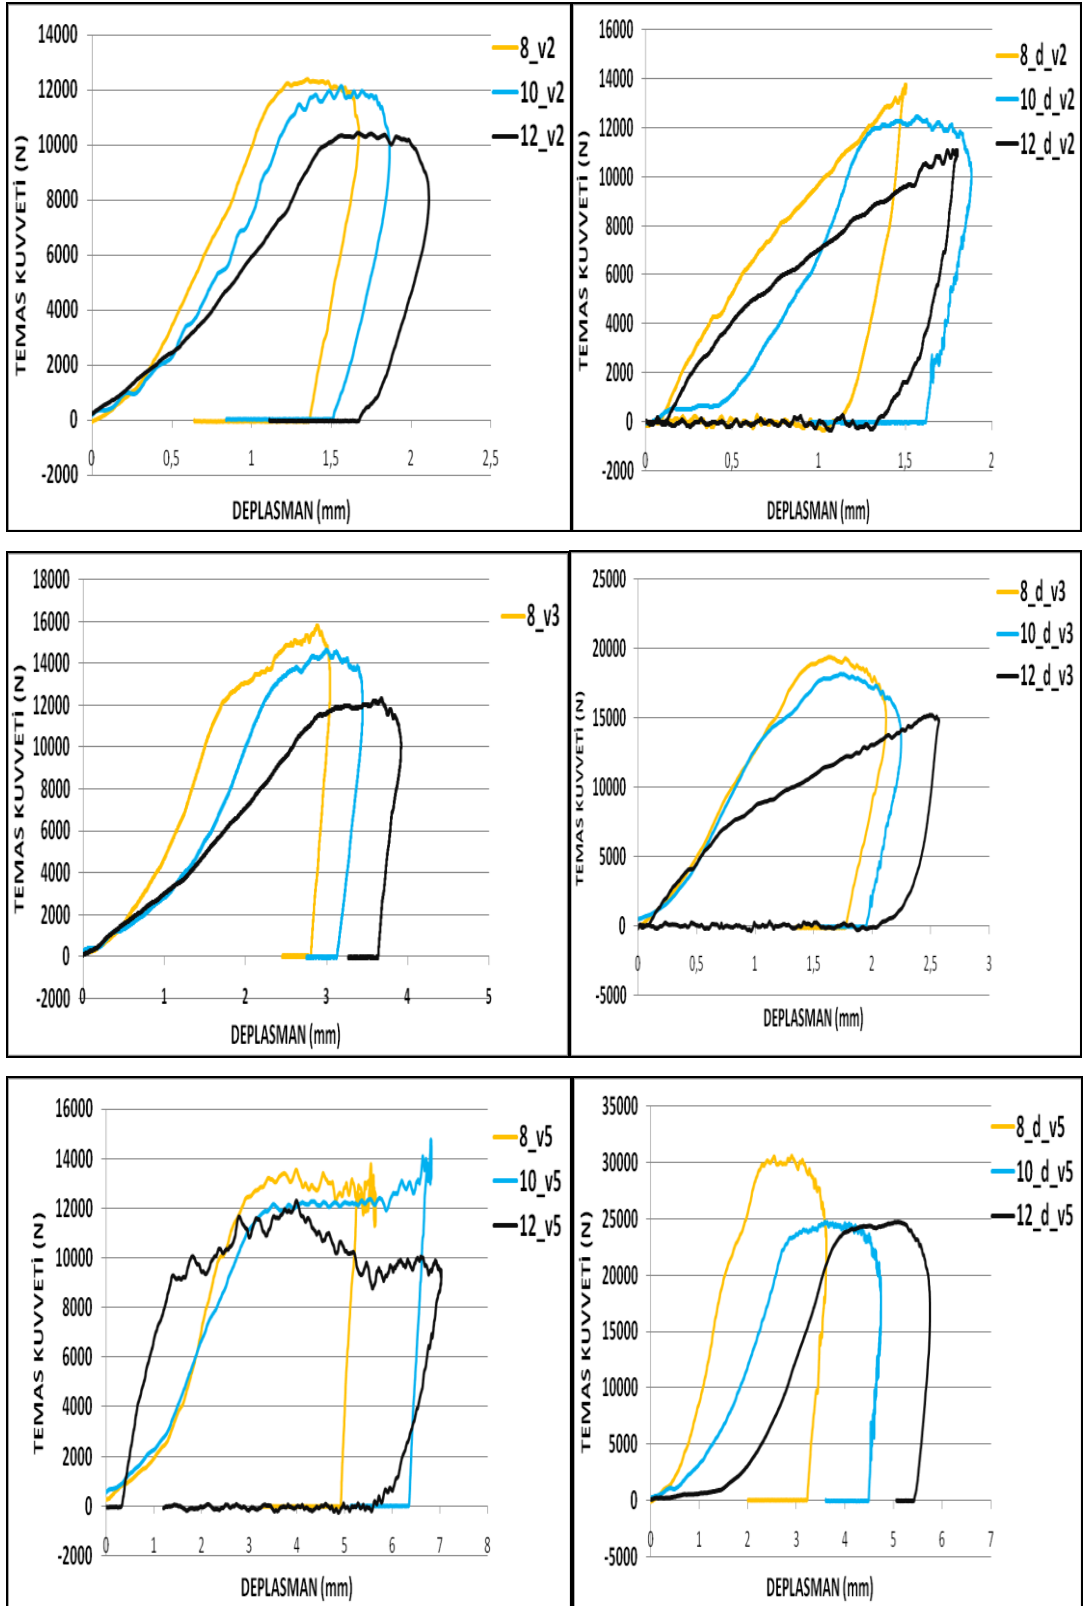 14000
12000
10000
8000
6000
4000
2000
0
-2000
0 0,5 1 1,5 2 2,5
TEMAS KUVVETİ (N)
DEPLASMAN (mm)
8_v2
10_v2
12_v2
16000
14000
12000
10000
8000
6000
4000
2000
0
-2000
0 0,5 1 1,5 2
TEMAS KUVVETİ (N)
DEPLASMAN (mm)
8_d_v2
10_d_v2
12_d_v2
18000
16000
14000
12000
10000
8000
6000
4000
2000
0
-2000
0 1 2 3 4 5
TEMAS KUVVETİ (N)
DEPLASMAN (mm)
8_v3
25000
20000
15000
10000
5000
0
-5000
0 0,5 1 1,5 2 2,5 3
TEMAS KUVVETİ (N)
DEPLASMAN (mm)
8_d_v3
10_d_v3
12_d_v3
16000
14000
12000
10000
8000
6000
4000
2000
0
-2000
0 1 2 3 4 5 6 7 8
TEMAS KUVVETİ (N)
DEPLASMAN (mm)
8_v5
10_v5
12_v5
35000
30000
25000
20000
15000
10000
5000
0
-5000
0 1 2 3 4 5 6 7
TEMAS KUVVETİ (N)
DEPLASMAN (mm)
8_d_v5
10_d_v5
12_d_v5